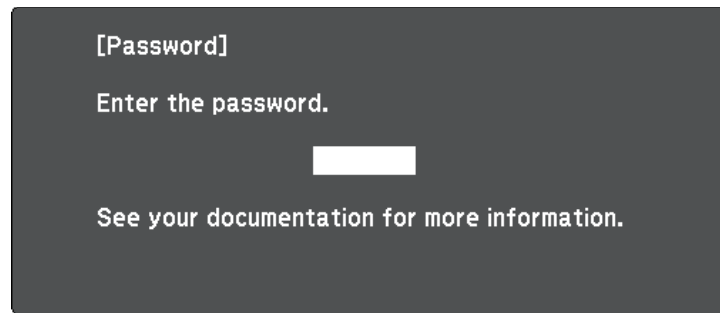 [Password]
Enter the password.
See your documentation for more information.